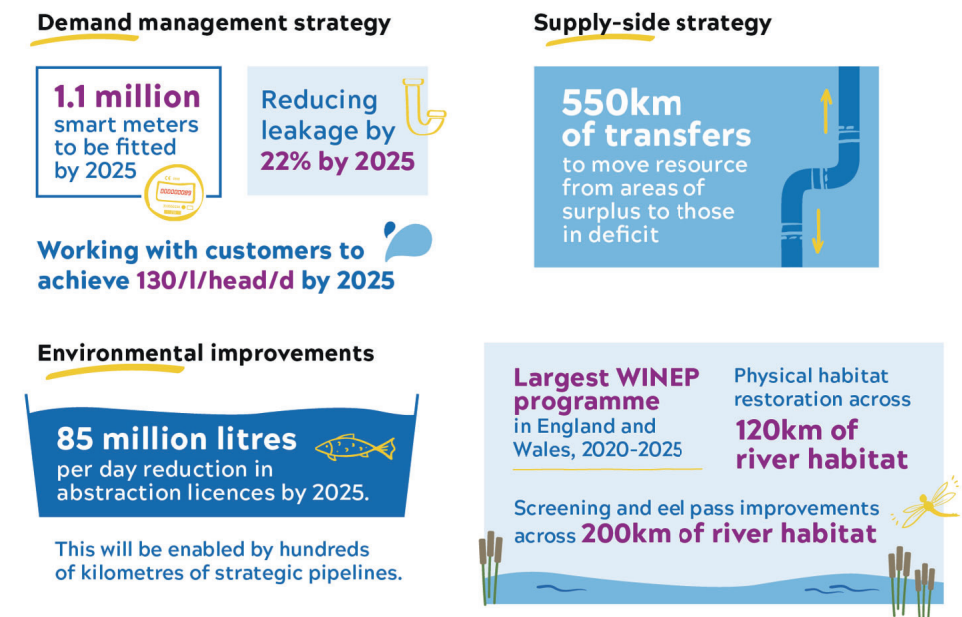 Demand management strategy
1.1 million
smart meters
to be fitted
by 2025
Reducing
leakage by
22% by 2025
Working with customers to
achieve 130/l/head/d by 2025
Supply-side strategy
550km
of transfers
to move resource
from areas of
surplus to those
in deficit
Environmental improvements
85 million litres
per day reduction in
abstraction licences by 2025.
This will be enabled by hundreds
of kilometres of strategic pipelines.
Largest WINEP
programme
in England and
Wales, 2020-2025
Physical habitat
restoration across
120km of
river habitat
Screening and eel pass improvements
across 200km of river habitat